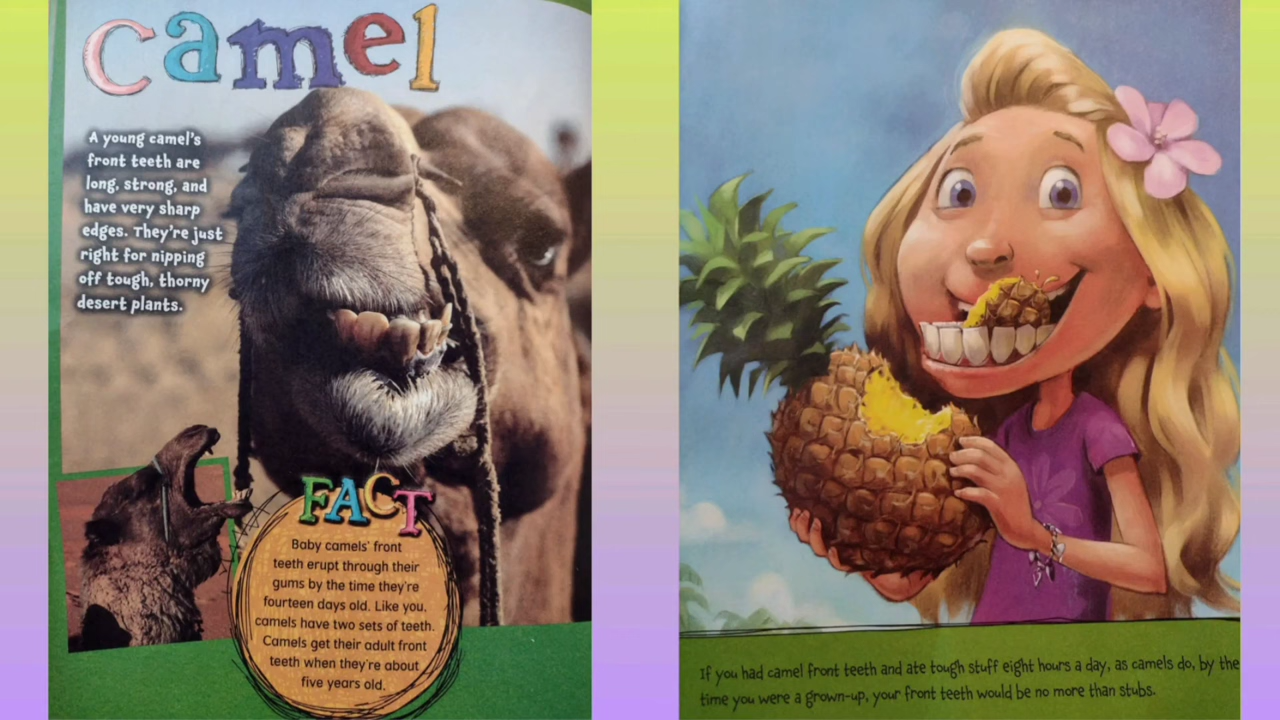 camel
A young camel's
front teeth are
long, strong, and
have very sharp
edges. They're just
right for nipping
off tough, thorny
desert plants.
FACT
Baby camels' front
teeth erupt through their
gums by the time they're
fourteen days old. Like you,
camels have two sets of teeth.
Camels get their adult front
teeth when they're about
five years old.
If you had camel front teeth and ate tough stuff eight hours a day, as camels do, by the
time you were a grown-up, your front teeth would be no more than stubs.